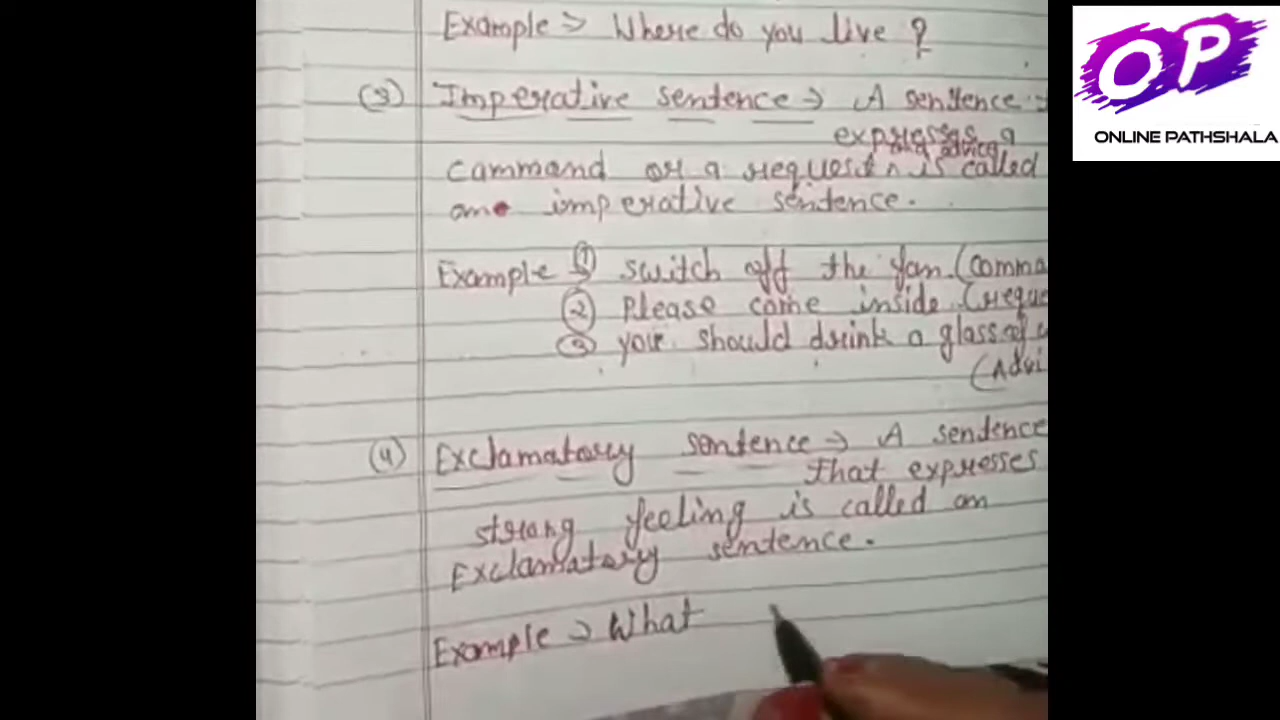 Example → Where do you live ?
(3) Imperative sentence → A sentence
expresses a
or advice
command or a request ^ is called
an imperative sentence.
Example → ① switch off the fan. (comma
② Please come inside (reque
③ you should drink a glass of
(Advi
(4) Exclamatory sentence → A sentence
that expresses
strong feeling is called an
Exclamatory sentence.
Example → What
OP
ONLINE PATHSHALA